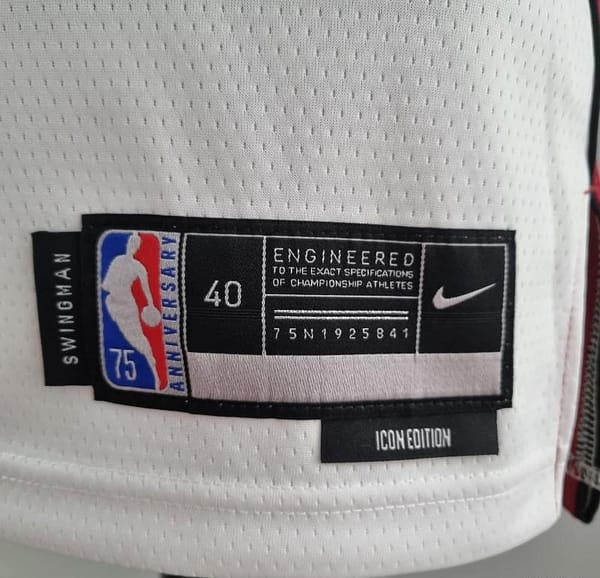 SWINGMAN
75
ANNIVERSARY
40
ENGINEERED
TO THE EXACT SPECIFICATIONS
OF CHAMPIONSHIP ATHLETES
75N1925841
ICON EDITION